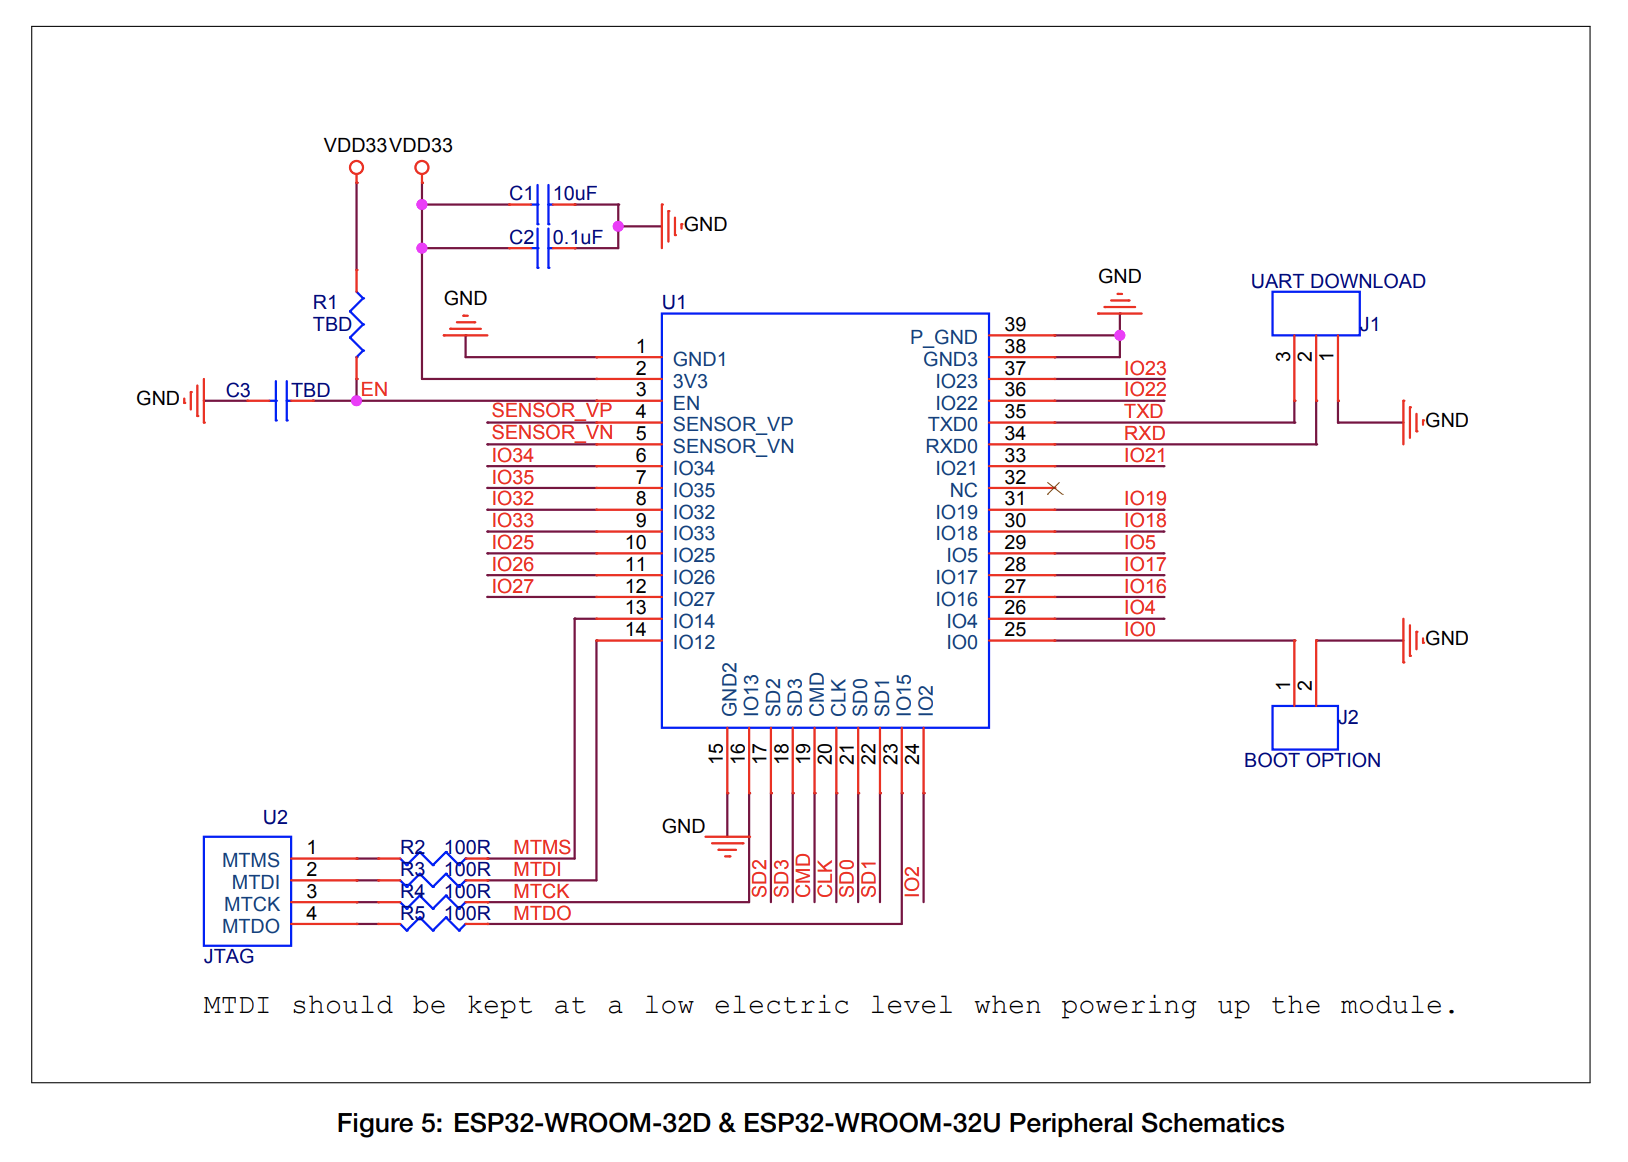 VDD33 VDD33
C1 10uF
GND
C2 0.1uF
R1
TBD
GND
C3 TBD
EN
GND
U1
1 GND1
2 3V3
3 EN
SENSOR_VP 4 SENSOR_VP
SENSOR_VN 5 SENSOR_VN
IO34 6 IO34
IO35 7 IO35
IO32 8 IO32
IO33 9 IO33
IO25 10 IO25
IO26 11 IO26
IO27 12 IO27
13 IO14
14 IO12
GND
P_GND 39
GND3 38
IO23 37 IO23
IO22 36 IO22
TXD0 35 TXD
RXD0 34 RXD
IO21 33 IO21
NC 32
IO19 31 IO19
IO18 30 IO18
IO5 29 IO5
IO17 28 IO17
IO16 27 IO16
IO4 26 IO4
IO0 25 IO0
UART DOWNLOAD
J1
3 2 1
GND
GND
1 2
J2
BOOT OPTION
GND2 IO13 SD2 SD3 CMD CLK SD0 SD1 IO15 IO2
15 16 17 18 19 20 21 22 23 24
GND
SD2 SD3 CMD CLK SD0 SD1 IO2
U2
MTMS 1 R2 100R MTMS
MTDI 2 R3 100R MTDI
MTCK 3 R4 100R MTCK
MTDO 4 R5 100R MTDO
JTAG
MTDI should be kept at a low electric level when powering up the module.
Figure 5: ESP32-WROOM-32D & ESP32-WROOM-32U Peripheral Schematics